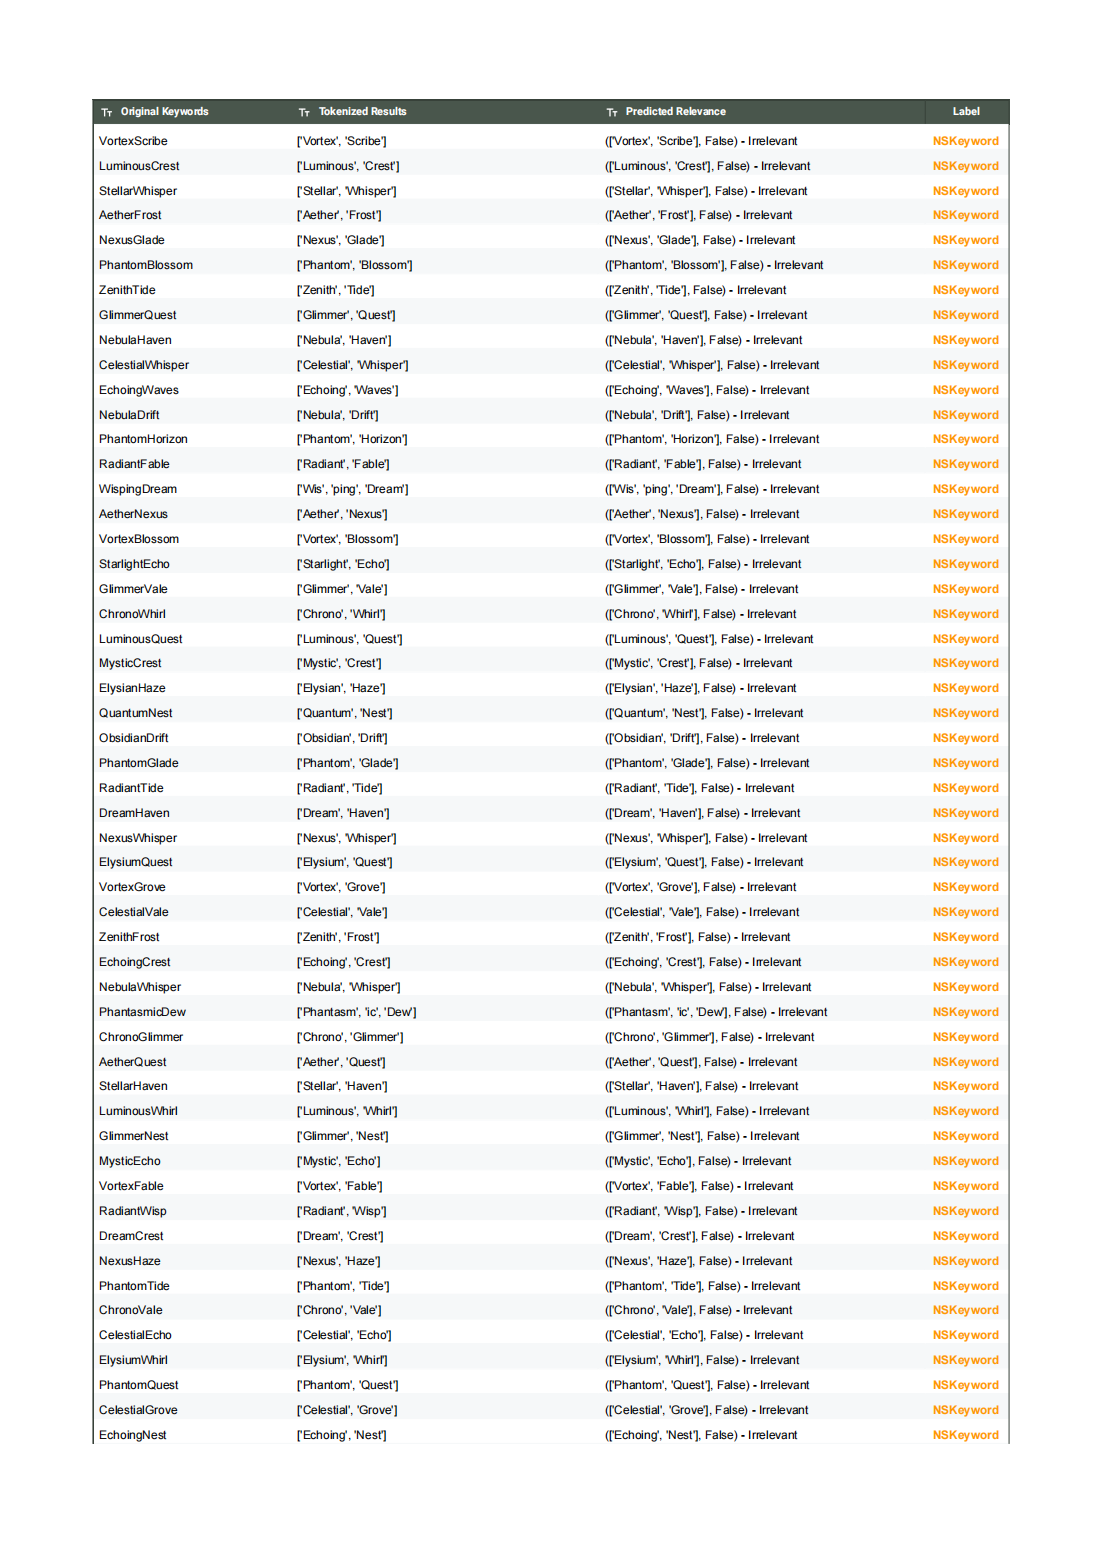 Original Keywords Tokenized Results Predicted Relevance Label
VortexScribe ['Vortex', 'Scribe'] (['Vortex', 'Scribe'], False) - Irrelevant NSKeyword
LuminousCrest ['Luminous', 'Crest'] (['Luminous', 'Crest'], False) - Irrelevant NSKeyword
StellarWhisper ['Stellar', 'Whisper'] (['Stellar', 'Whisper'], False) - Irrelevant NSKeyword
AetherFrost ['Aether', 'Frost'] (['Aether', 'Frost'], False) - Irrelevant NSKeyword
NexusGlade ['Nexus', 'Glade'] (['Nexus', 'Glade'], False) - Irrelevant NSKeyword
PhantomBlossom ['Phantom', 'Blossom'] (['Phantom', 'Blossom'], False) - Irrelevant NSKeyword
ZenithTide ['Zenith', 'Tide'] (['Zenith', 'Tide'], False) - Irrelevant NSKeyword
GlimmerQuest ['Glimmer', 'Quest'] (['Glimmer', 'Quest'], False) - Irrelevant NSKeyword
NebulaHaven ['Nebula', 'Haven'] (['Nebula', 'Haven'], False) - Irrelevant NSKeyword
CelestialWhisper ['Celestial', 'Whisper'] (['Celestial', 'Whisper'], False) - Irrelevant NSKeyword
EchoingWaves ['Echoing', 'Waves'] (['Echoing', 'Waves'], False) - Irrelevant NSKeyword
NebulaDrift ['Nebula', 'Drift'] (['Nebula', 'Drift'], False) - Irrelevant NSKeyword
PhantomHorizon ['Phantom', 'Horizon'] (['Phantom', 'Horizon'], False) - Irrelevant NSKeyword
RadiantFable ['Radiant', 'Fable'] (['Radiant', 'Fable'], False) - Irrelevant NSKeyword
WispingDream ['Wis', 'ping', 'Dream'] (['Wis', 'ping', 'Dream'], False) - Irrelevant NSKeyword
AetherNexus ['Aether', 'Nexus'] (['Aether', 'Nexus'], False) - Irrelevant NSKeyword
VortexBlossom ['Vortex', 'Blossom'] (['Vortex', 'Blossom'], False) - Irrelevant NSKeyword
StarlightEcho ['Starlight', 'Echo'] (['Starlight', 'Echo'], False) - Irrelevant NSKeyword
GlimmerVale ['Glimmer', 'Vale'] (['Glimmer', 'Vale'], False) - Irrelevant NSKeyword
ChronoWhirl ['Chrono', 'Whirl'] (['Chrono', 'Whirl'], False) - Irrelevant NSKeyword
LuminousQuest ['Luminous', 'Quest'] (['Luminous', 'Quest'], False) - Irrelevant NSKeyword
MysticCrest ['Mystic', 'Crest'] (['Mystic', 'Crest'], False) - Irrelevant NSKeyword
ElysianHaze ['Elysian', 'Haze'] (['Elysian', 'Haze'], False) - Irrelevant NSKeyword
QuantumNest ['Quantum', 'Nest'] (['Quantum', 'Nest'], False) - Irrelevant NSKeyword
ObsidianDrift ['Obsidian', 'Drift'] (['Obsidian', 'Drift'], False) - Irrelevant NSKeyword
PhantomGlade ['Phantom', 'Glade'] (['Phantom', 'Glade'], False) - Irrelevant NSKeyword
RadiantTide ['Radiant', 'Tide'] (['Radiant', 'Tide'], False) - Irrelevant NSKeyword
DreamHaven ['Dream', 'Haven'] (['Dream', 'Haven'], False) - Irrelevant NSKeyword
NexusWhisper ['Nexus', 'Whisper'] (['Nexus', 'Whisper'], False) - Irrelevant NSKeyword
ElysiumQuest ['Elysium', 'Quest'] (['Elysium', 'Quest'], False) - Irrelevant NSKeyword
VortexGrove ['Vortex', 'Grove'] (['Vortex', 'Grove'], False) - Irrelevant NSKeyword
CelestialVale ['Celestial', 'Vale'] (['Celestial', 'Vale'], False) - Irrelevant NSKeyword
ZenithFrost ['Zenith', 'Frost'] (['Zenith', 'Frost'], False) - Irrelevant NSKeyword
EchoingCrest ['Echoing', 'Crest'] (['Echoing', 'Crest'], False) - Irrelevant NSKeyword
NebulaWhisper ['Nebula', 'Whisper'] (['Nebula', 'Whisper'], False) - Irrelevant NSKeyword
PhantasmicDew ['Phantasm', 'ic', 'Dew'] (['Phantasm', 'ic', 'Dew'], False) - Irrelevant NSKeyword
ChronoGlimmer ['Chrono', 'Glimmer'] (['Chrono', 'Glimmer'], False) - Irrelevant NSKeyword
AetherQuest ['Aether', 'Quest'] (['Aether', 'Quest'], False) - Irrelevant NSKeyword
StellarHaven ['Stellar', 'Haven'] (['Stellar', 'Haven'], False) - Irrelevant NSKeyword
LuminousWhirl ['Luminous', 'Whirl'] (['Luminous', 'Whirl'], False) - Irrelevant NSKeyword
GlimmerNest ['Glimmer', 'Nest'] (['Glimmer', 'Nest'], False) - Irrelevant NSKeyword
MysticEcho ['Mystic', 'Echo'] (['Mystic', 'Echo'], False) - Irrelevant NSKeyword
VortexFable ['Vortex', 'Fable'] (['Vortex', 'Fable'], False) - Irrelevant NSKeyword
RadiantWisp ['Radiant', 'Wisp'] (['Radiant', 'Wisp'], False) - Irrelevant NSKeyword
DreamCrest ['Dream', 'Crest'] (['Dream', 'Crest'], False) - Irrelevant NSKeyword
NexusHaze ['Nexus', 'Haze'] (['Nexus', 'Haze'], False) - Irrelevant NSKeyword
PhantomTide ['Phantom', 'Tide'] (['Phantom', 'Tide'], False) - Irrelevant NSKeyword
ChronoVale ['Chrono', 'Vale'] (['Chrono', 'Vale'], False) - Irrelevant NSKeyword
CelestialEcho ['Celestial', 'Echo'] (['Celestial', 'Echo'], False) - Irrelevant NSKeyword
ElysiumWhirl ['Elysium', 'Whirl'] (['Elysium', 'Whirl'], False) - Irrelevant NSKeyword
PhantomQuest ['Phantom', 'Quest'] (['Phantom', 'Quest'], False) - Irrelevant NSKeyword
CelestialGrove ['Celestial', 'Grove'] (['Celestial', 'Grove'], False) - Irrelevant NSKeyword
EchoingNest ['Echoing', 'Nest'] (['Echoing', 'Nest'], False) - Irrelevant NSKeyword